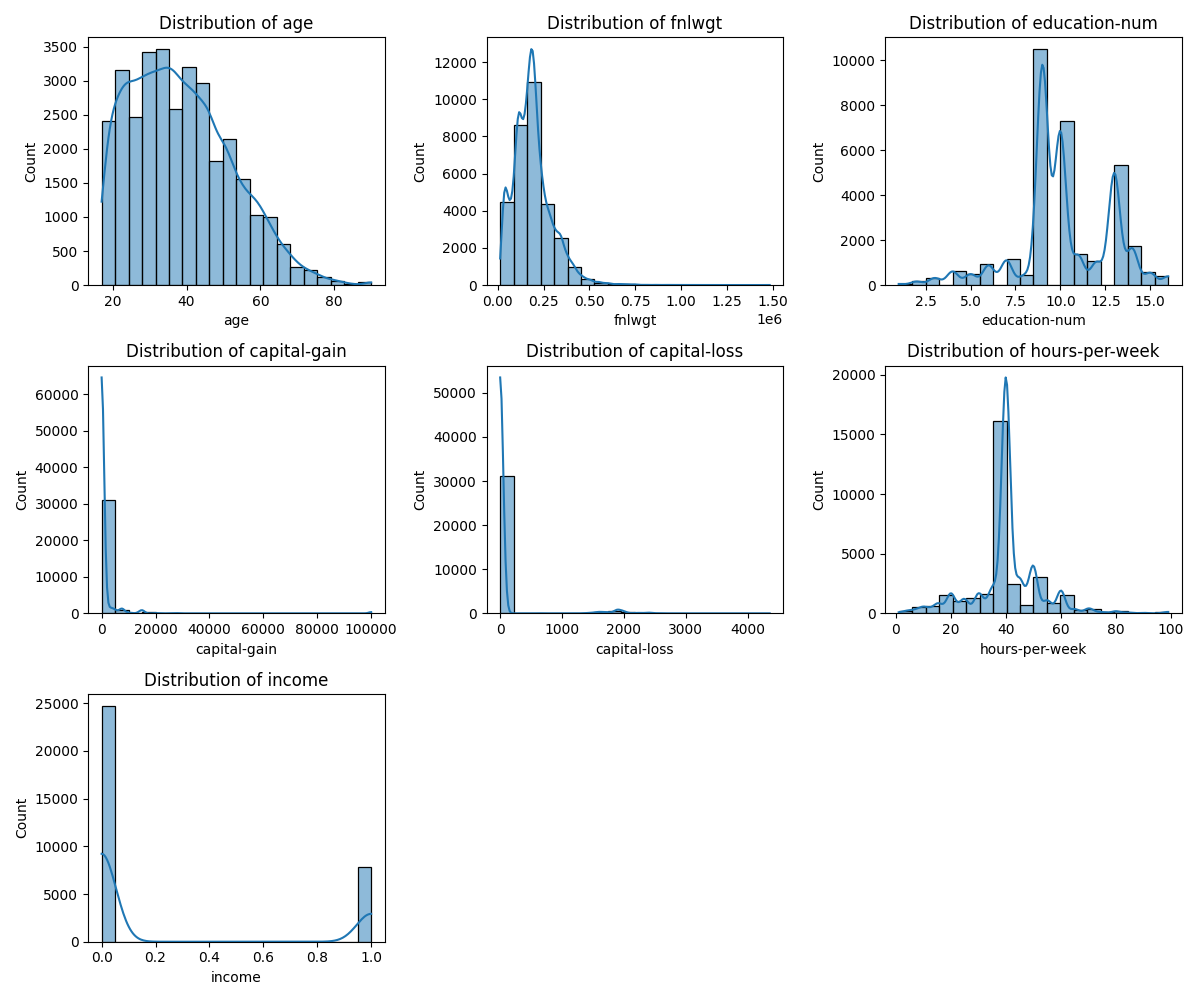 Distribution of age
3500
3000
2500
2000
1500
1000
500
0
Count
20 40 60 80
age
Distribution of fnlwgt
12000
10000
8000
6000
4000
2000
0
Count
0.00 0.25 0.50 0.75 1.00 1.25 1.50
1e6
fnlwgt
Distribution of education-num
10000
8000
6000
4000
2000
0
Count
2.5 5.0 7.5 10.0 12.5 15.0
education-num
Distribution of capital-gain
60000
50000
40000
30000
20000
10000
0
Count
0 20000 40000 60000 80000 100000
capital-gain
Distribution of capital-loss
50000
40000
30000
20000
10000
0
Count
0 1000 2000 3000 4000
capital-loss
Distribution of hours-per-week
20000
15000
10000
5000
0
Count
0 20 40 60 80 100
hours-per-week
Distribution of income
25000
20000
15000
10000
5000
0
Count
0.0 0.2 0.4 0.6 0.8 1.0
income